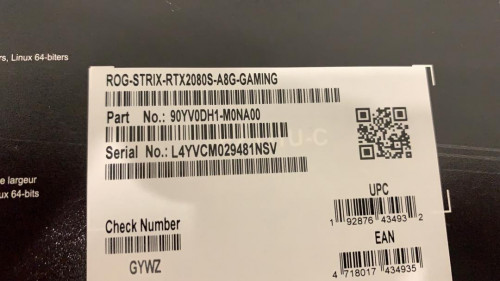 rs, Linux 64-biters
ROG-STRIX-RTX2080S-A8G-GAMING
Part No.: 90YV0DH1-M0NA00
Serial No.: L4YVCM029481NSV
U-C
e largeur
ux 64-bits
UPC
1 92876 43493 2
Check Number
EAN
GYWZ
4 718017 434935